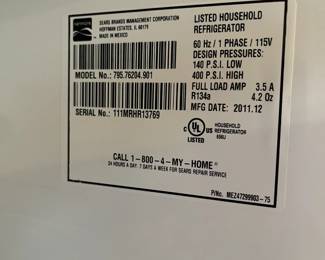 SEARS BRANDS MANAGEMENT CORPORATION
HOFFMAN ESTATES, IL 60179
MADE IN MEXICO
MODEL No.: 795.76204.901
SERIAL No.: 111MRHR13769
LISTED HOUSEHOLD
REFRIGERATOR
60 Hz / 1 PHASE / 115V
DESIGN PRESSURES:
140 P.S.I. LOW
400 P.S.I. HIGH
FULL LOAD AMP 3.5 A
R134a 4.2 Oz
MFG DATE: 2011.12
C UL US
LISTED
HOUSEHOLD
REFRIGERATOR
CALL 1-800-4-MY-HOME®
24 HOURS A DAY, 7 DAYS A WEEK FOR SEARS REPAIR SERVICE
P/No. MEZ47299903-75